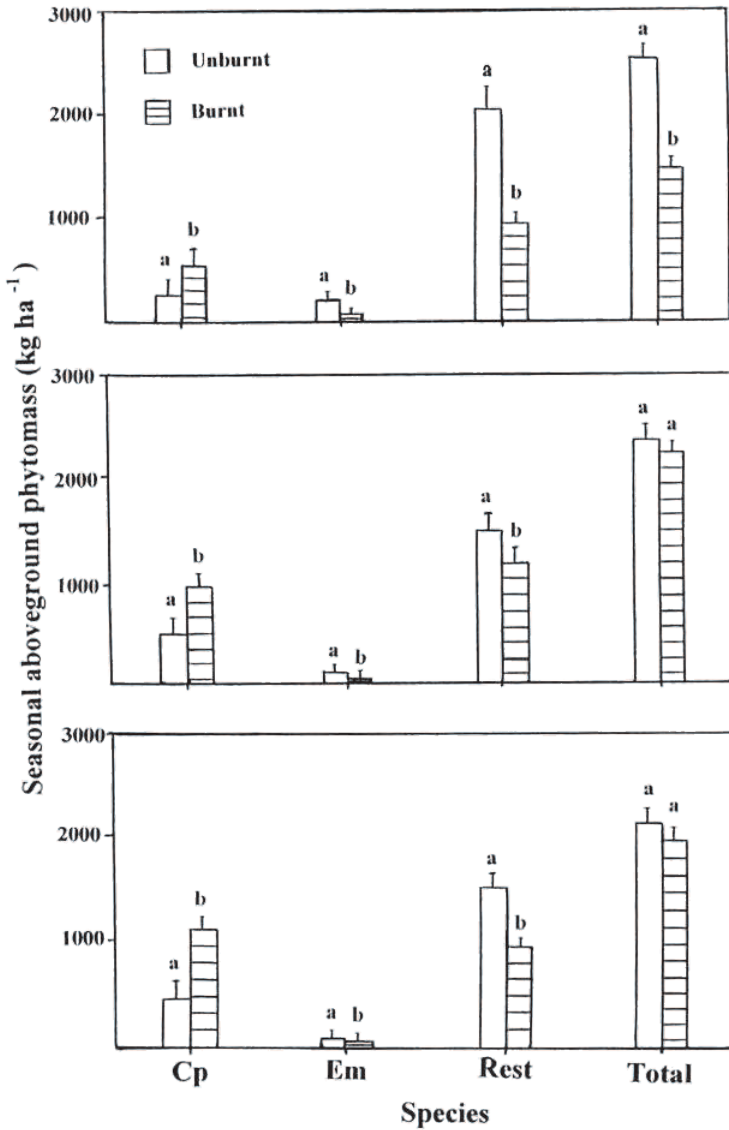 3000
Unburnt
Burnt
2000
1000
a b a b a b a b
3000
2000
1000
a b a b a b a a
3000
2000
1000
a b a b a b a a
Cp Em Rest Total
Species
Seasonal aboveground phytomass (kg ha ⁻¹)